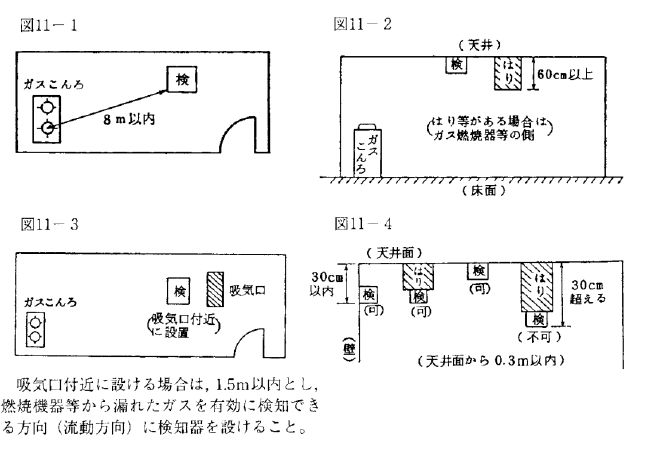 図11－1
ガスこんろ
検
8m以内
図11－2
(天井)
検
はり
60cm以上
(はり等がある場合は
ガス燃焼器等の側)
ガスこんろ
(床面)
図11－3
ガスこんろ
検
吸気口
(吸気口付近
に設置)
図11－4
(天井面)
30cm
以内
検
(可)
はり
検
(可)
検
(可)
はり
検
(不可)
30cm
超える
(壁)
(天井面から0.3m以内)
吸気口付近に設ける場合は，1.5m以内とし，
燃焼機器等から漏れたガスを有効に検知でき
る方向（流動方向）に検知器を設けること。